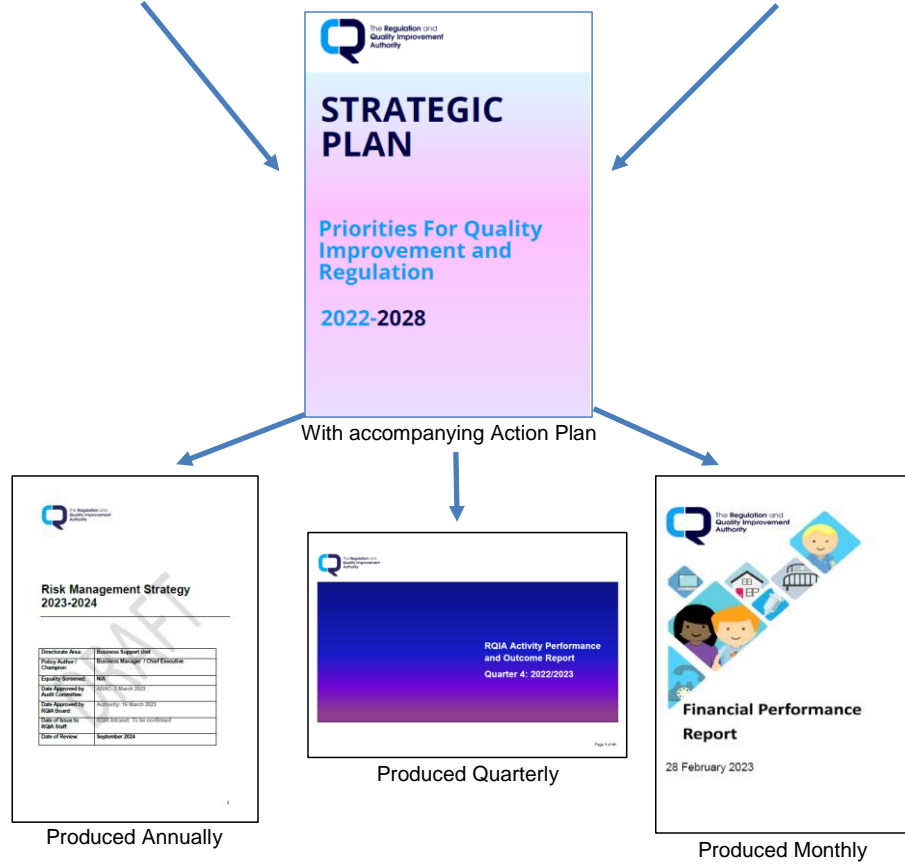 The Regulation and
Quality Improvement
Authority
STRATEGIC
PLAN
Priorities For Quality
Improvement and
Regulation
2022-2028
With accompanying Action Plan
The Regulation and
Quality Improvement
Authority
Risk Management Strategy
2023-2024
DRAFT
Directorate Area: Business Support Unit
Policy Author / Champion: Business Manager / Chief Executive
Equality Screened: N/A
Date Approved by Audit Committee: ARAC: 2 March 2023
Date Approved by RQIA Board: Authority: 16 March 2023
Date of Issue to RQIA Staff: RQIA Intranet: To be confirmed
Date of Review: September 2024
Produced Annually
The Regulation and
Quality Improvement
Authority
RQIA Activity Performance
and Outcome Report
Quarter 4: 2022/2023
Produced Quarterly
The Regulation and
Quality Improvement
Authority
Financial Performance
Report
28 February 2023
Produced Monthly